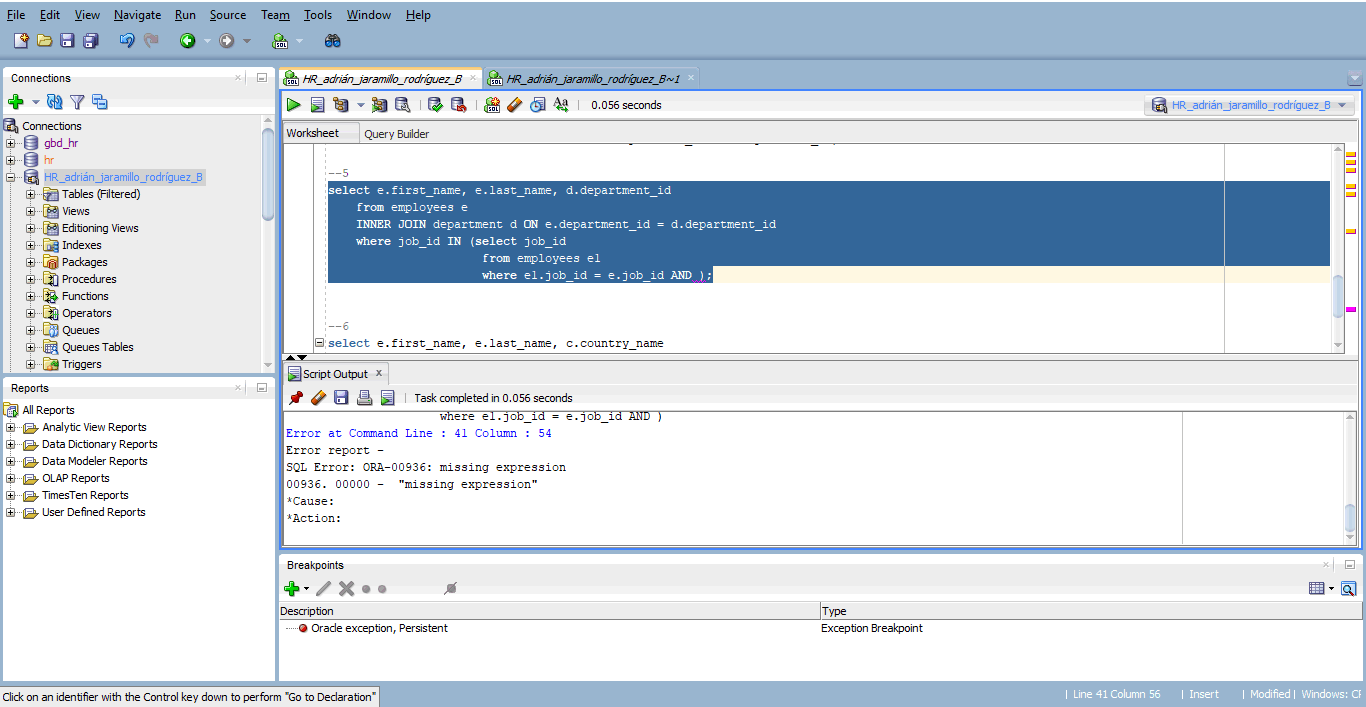 File Edit View Navigate Run Source Team Tools Window Help
Connections
Connections
gbd_hr
hr
HR_adrián_jaramillo_rodríguez_B
Tables (Filtered)
Views
Editioning Views
Indexes
Packages
Procedures
Functions
Operators
Queues
Queues Tables
Triggers
Reports
All Reports
Analytic View Reports
Data Dictionary Reports
Data Modeler Reports
OLAP Reports
TimesTen Reports
User Defined Reports
HR_adrián_jaramillo_rodríguez_B HR_adrián_jaramillo_rodríguez_B~1
0.056 seconds HR_adrián_jaramillo_rodríguez_B
Worksheet Query Builder
--5
select e.first_name, e.last_name, d.department_id
from employees e
INNER JOIN department d ON e.department_id = d.department_id
where job_id IN (select job_id
from employees e1
where e1.job_id = e.job_id AND );
--6
select e.first_name, e.last_name, c.country_name
Script Output x
Task completed in 0.056 seconds
where e1.job_id = e.job_id AND )
Error at Command Line : 41 Column : 54
Error report -
SQL Error: ORA-00936: missing expression
00936. 00000 - "missing expression"
*Cause:
*Action:
Breakpoints
Description Type
Oracle exception, Persistent Exception Breakpoint
Click on an identifier with the Control key down to perform "Go to Declaration"
| Line 41 Column 56 | Insert | Modified | Windows: CF